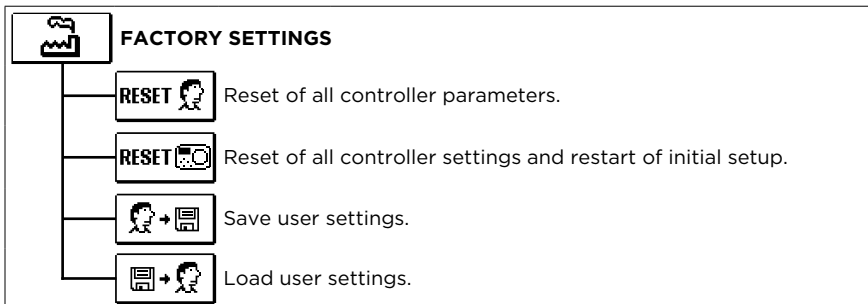 FACTORY SETTINGS
RESET Reset of all controller parameters.
RESET Reset of all controller settings and restart of initial setup.
Save user settings.
Load user settings.